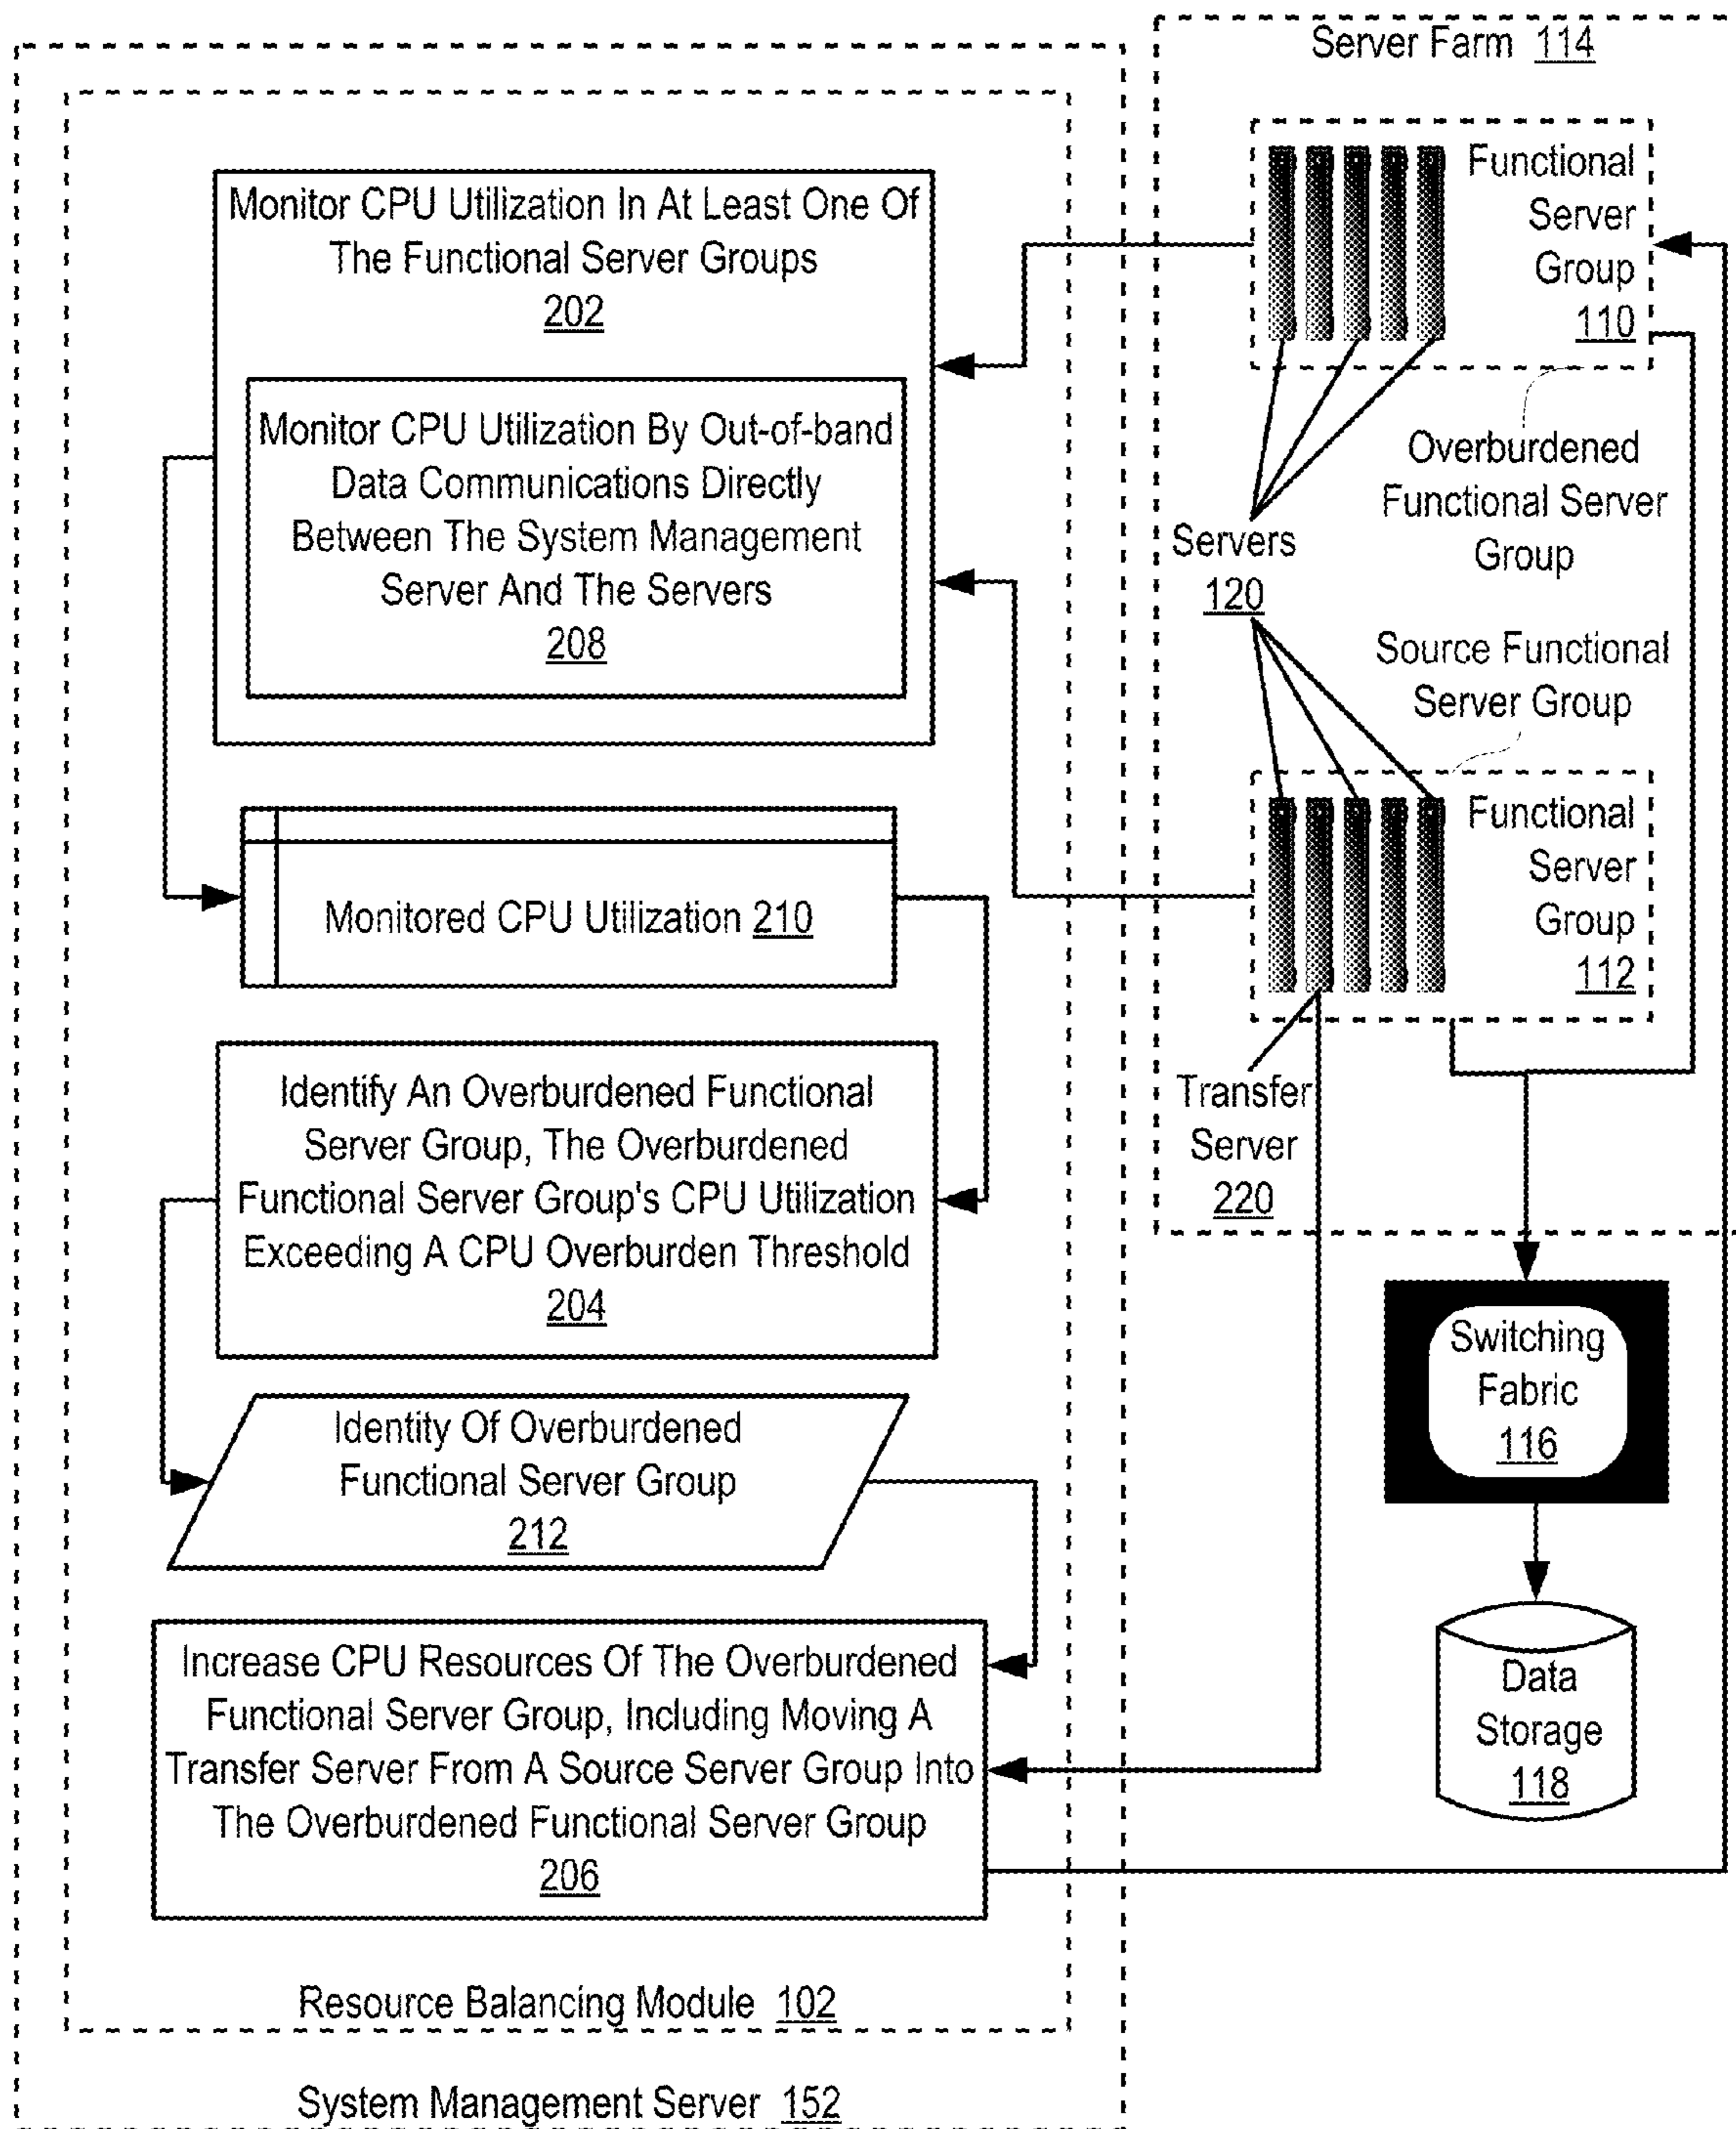 Server Farm 114
Functional
Server
Group
110
Overburdened
Functional Server
Group
Servers
120
Source Functional
Server Group
Functional
Server
Group
112
Transfer
Server
220
Switching
Fabric
116
Data
Storage
118
Monitor CPU Utilization In At Least One Of
The Functional Server Groups
202
Monitor CPU Utilization By Out-of-band
Data Communications Directly
Between The System Management
Server And The Servers
208
Monitored CPU Utilization 210
Identify An Overburdened Functional
Server Group, The Overburdened
Functional Server Group's CPU Utilization
Exceeding A CPU Overburden Threshold
204
Identity Of Overburdened
Functional Server Group
212
Increase CPU Resources Of The Overburdened
Functional Server Group, Including Moving A
Transfer Server From A Source Server Group Into
The Overburdened Functional Server Group
206
Resource Balancing Module 102
System Management Server 152